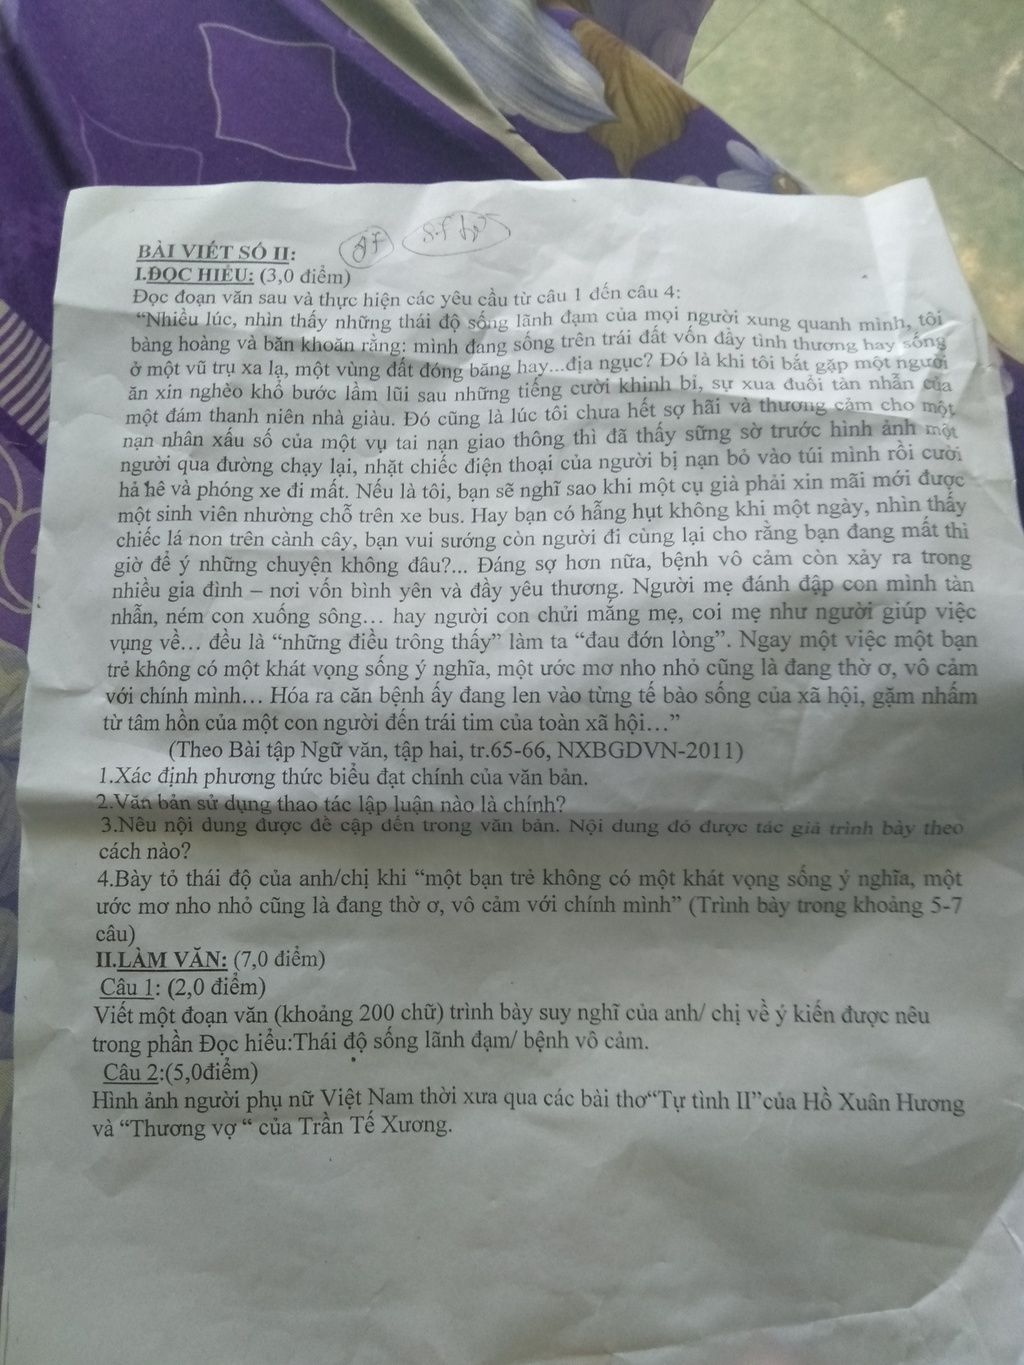 BÀI VIẾT SỐ II:
I.ĐỌC HIỂU: (3,0 điểm)
Đọc đoạn văn sau và thực hiện các yêu cầu từ câu 1 đến câu 4:
“Nhiều lúc, nhìn thấy những thái độ sống lãnh đạm của mọi người xung quanh mình, tôi
bàng hoàng và băn khoăn rằng: mình đang sống trên trái đất vốn đầy tình thương hay sống
ở một vũ trụ xa lạ, một vùng đất đóng băng hay...địa ngục? Đó là khi tôi bắt gặp một người
ăn xin nghèo khổ bước lầm lũi sau những tiếng cười khinh bỉ, sự xua đuổi tàn nhẫn của
một đám thanh niên nhà giàu. Đó cũng là lúc tôi chưa hết sợ hãi và thương cảm cho một
nạn nhân xấu số của một vụ tai nạn giao thông thì đã thấy sững sờ trước hình ảnh một
người qua đường chạy lại, nhặt chiếc điện thoại của người bị nạn bỏ vào túi mình rồi cười
hả hê và phóng xe đi mất. Nếu là tôi, bạn sẽ nghĩ sao khi một cụ già phải xin mãi mới được
một sinh viên nhường chỗ trên xe bus. Hay bạn có hẫng hụt không khi một ngày, nhìn thấy
chiếc lá non trên cành cây, bạn vui sướng còn người đi cùng lại cho rằng bạn đang mất thì
giờ để ý những chuyện không đâu?... Đáng sợ hơn nữa, bệnh vô cảm còn xảy ra trong
nhiều gia đình – nơi vốn bình yên và đầy yêu thương. Người mẹ đánh đập con mình tàn
nhẫn, ném con xuống sông... hay người con chửi mắng mẹ, coi mẹ như người giúp việc
vụng về... đều là “những điều trông thấy” làm ta “đau đớn lòng”. Ngay một việc một bạn
trẻ không có một khát vọng sống ý nghĩa, một ước mơ nho nhỏ cũng là đang thờ ơ, vô cảm
với chính mình... Hóa ra căn bệnh ấy đang len vào từng tế bào sống của xã hội, gặm nhấm
từ tâm hồn của một con người đến trái tim của toàn xã hội...”
(Theo Bài tập Ngữ văn, tập hai, tr.65-66, NXBGDVN-2011)
1.Xác định phương thức biểu đạt chính của văn bản.
2.Văn bản sử dụng thao tác lập luận nào là chính?
3.Nêu nội dung được đề cập đến trong văn bản. Nội dung đó được tác giả trình bày theo
cách nào?
4.Bày tỏ thái độ của anh/chị khi “một bạn trẻ không có một khát vọng sống ý nghĩa, một
ước mơ nho nhỏ cũng là đang thờ ơ, vô cảm với chính mình” (Trình bày trong khoảng 5-7
câu)
II.LÀM VĂN: (7,0 điểm)
Câu 1: (2,0 điểm)
Viết một đoạn văn (khoảng 200 chữ) trình bày suy nghĩ của anh/ chị về ý kiến được nêu
trong phần Đọc hiểu:Thái độ sống lãnh đạm/ bệnh vô cảm.
Câu 2:(5,0điểm)
Hình ảnh người phụ nữ Việt Nam thời xưa qua các bài thơ“Tự tình II”của Hồ Xuân Hương
và “Thương vợ “ của Trần Tế Xương.